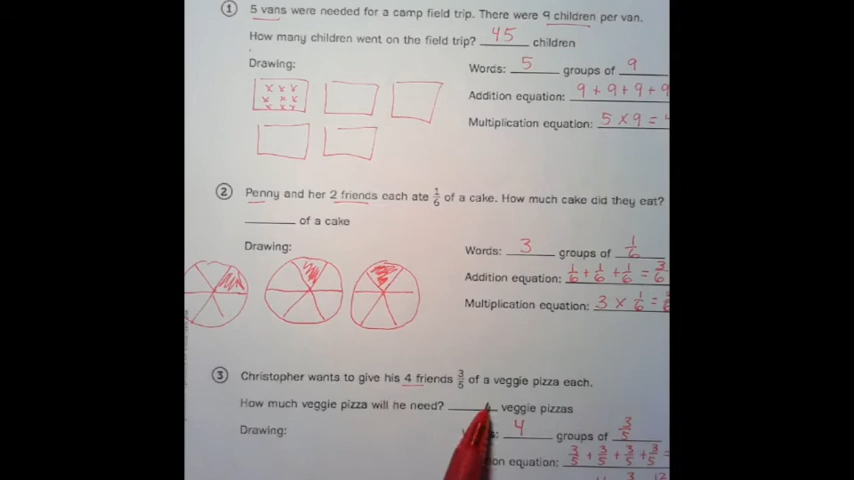 1 5 vans were needed for a camp field trip. There were 9 children per van.
How many children went on the field trip? 45 children
Drawing:
Words: 5 groups of 9
Addition equation: 9 + 9 + 9 + 9
Multiplication equation: 5 x 9 =
2 Penny and her 2 friends each ate 1/6 of a cake. How much cake did they eat?
of a cake
Drawing:
Words: 3 groups of 1/6
Addition equation: 1/6 + 1/6 + 1/6 = 3/6
Multiplication equation: 3 x 1/6 =
3 Christopher wants to give his 4 friends 3/5 of a veggie pizza each.
How much veggie pizza will he need? veggie pizzas
Drawing:
4 groups of 3/5
equation: 3/5 + 3/5 + 3/5 + 3/5 =